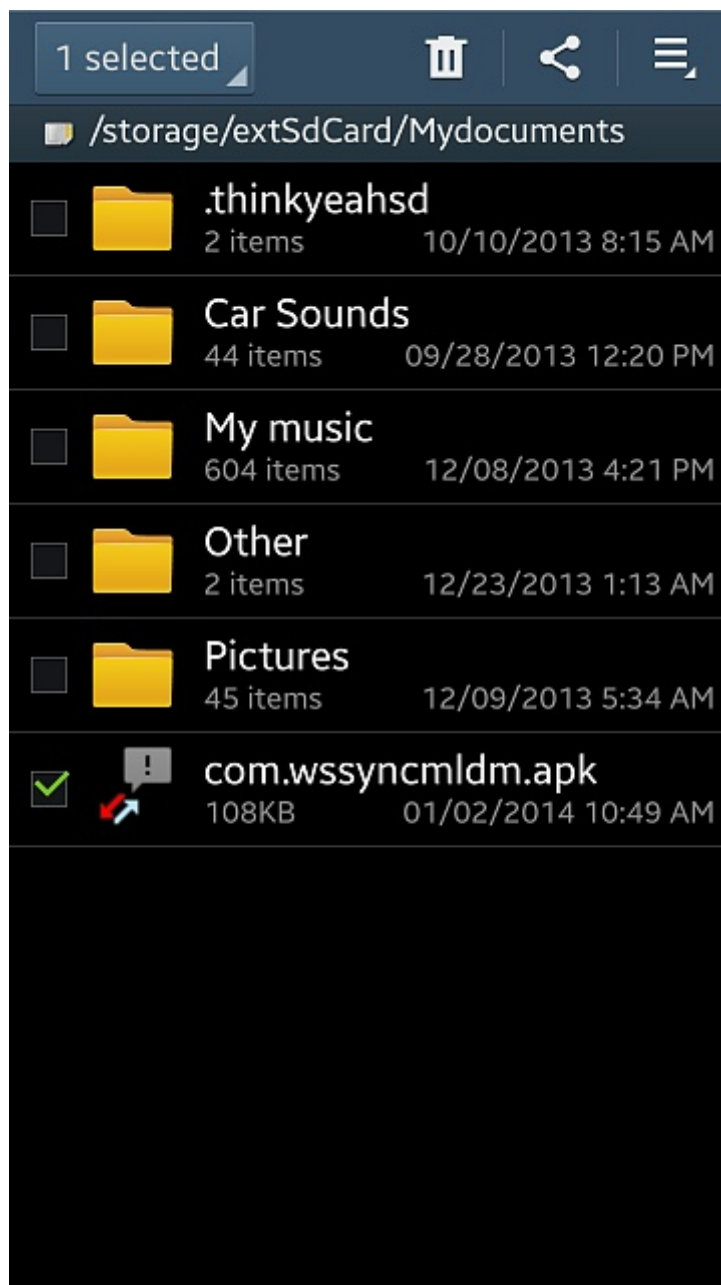 1 selected
/storage/extSdCard/Mydocuments
.thinkyeahsd
2 items 10/10/2013 8:15 AM
Car Sounds
44 items 09/28/2013 12:20 PM
My music
604 items 12/08/2013 4:21 PM
Other
2 items 12/23/2013 1:13 AM
Pictures
45 items 12/09/2013 5:34 AM
com.wssyncmldm.apk
108KB 01/02/2014 10:49 AM